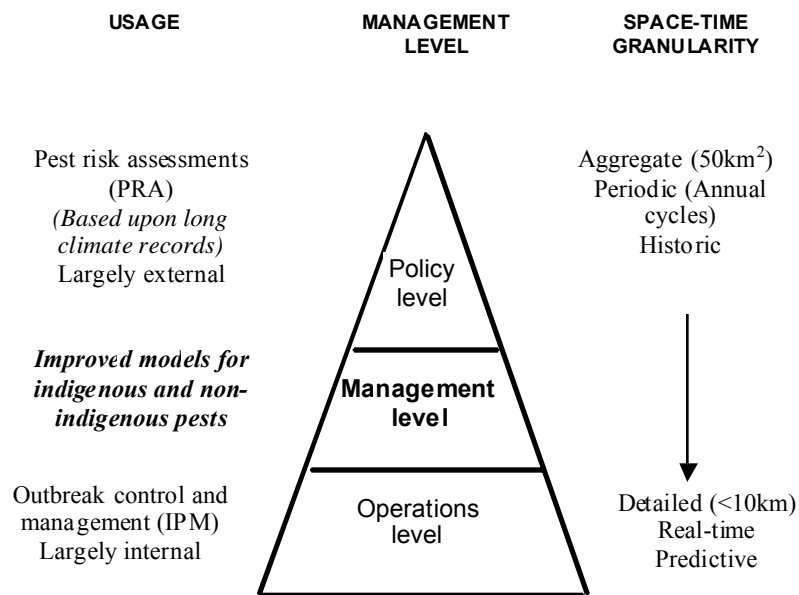 USAGE
MANAGEMENT
LEVEL
SPACE-TIME
GRANULARITY
Pest risk assessments
(PRA)
(Based upon long
climate records)
Largely external
Policy
level
Aggregate (50km²)
Periodic (Annual
cycles)
Historic
Improved models for
indigenous and non-
indigenous pests
Management
level
Outbreak control and
management (IPM)
Largely internal
Operations
level
Detailed (<10km)
Real-time
Predictive